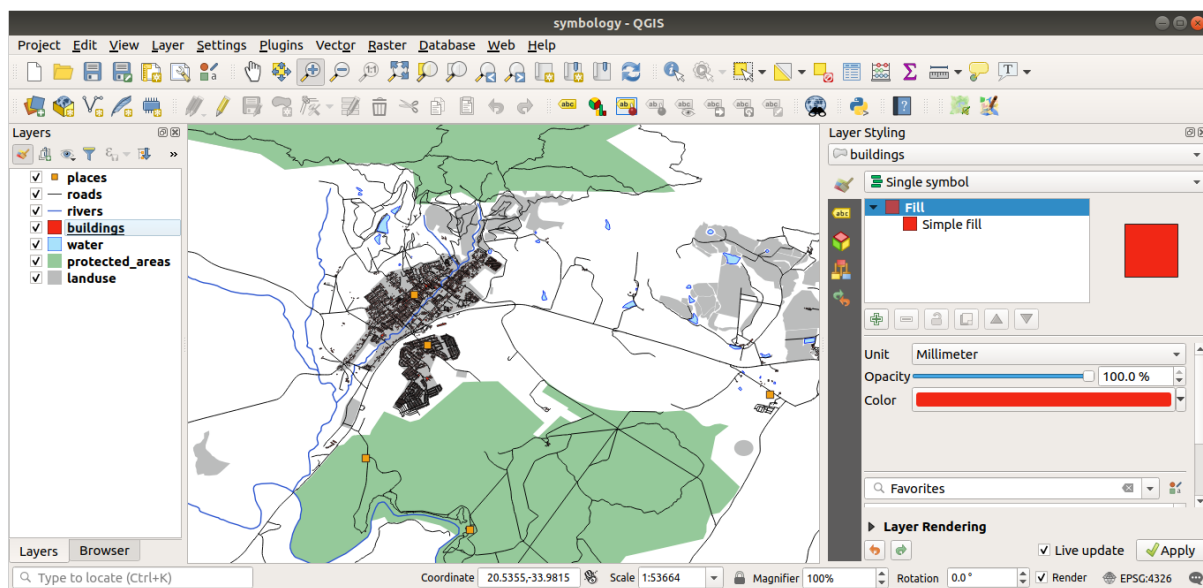 symbology - QGIS
Project Edit View Layer Settings Plugins Vector Raster Database Web Help
Layers
places
roads
rivers
buildings
water
protected_areas
landuse
Layers Browser
Layer Styling
buildings
Single symbol
Fill
Simple fill
Unit Millimeter
Opacity 100.0 %
Color
Favorites
Layer Rendering
Live update Apply
Type to locate (Ctrl+K) Coordinate 20.5355,-33.9815 Scale 1:53664 Magnifier 100% Rotation 0.0 ° Render EPSG:4326